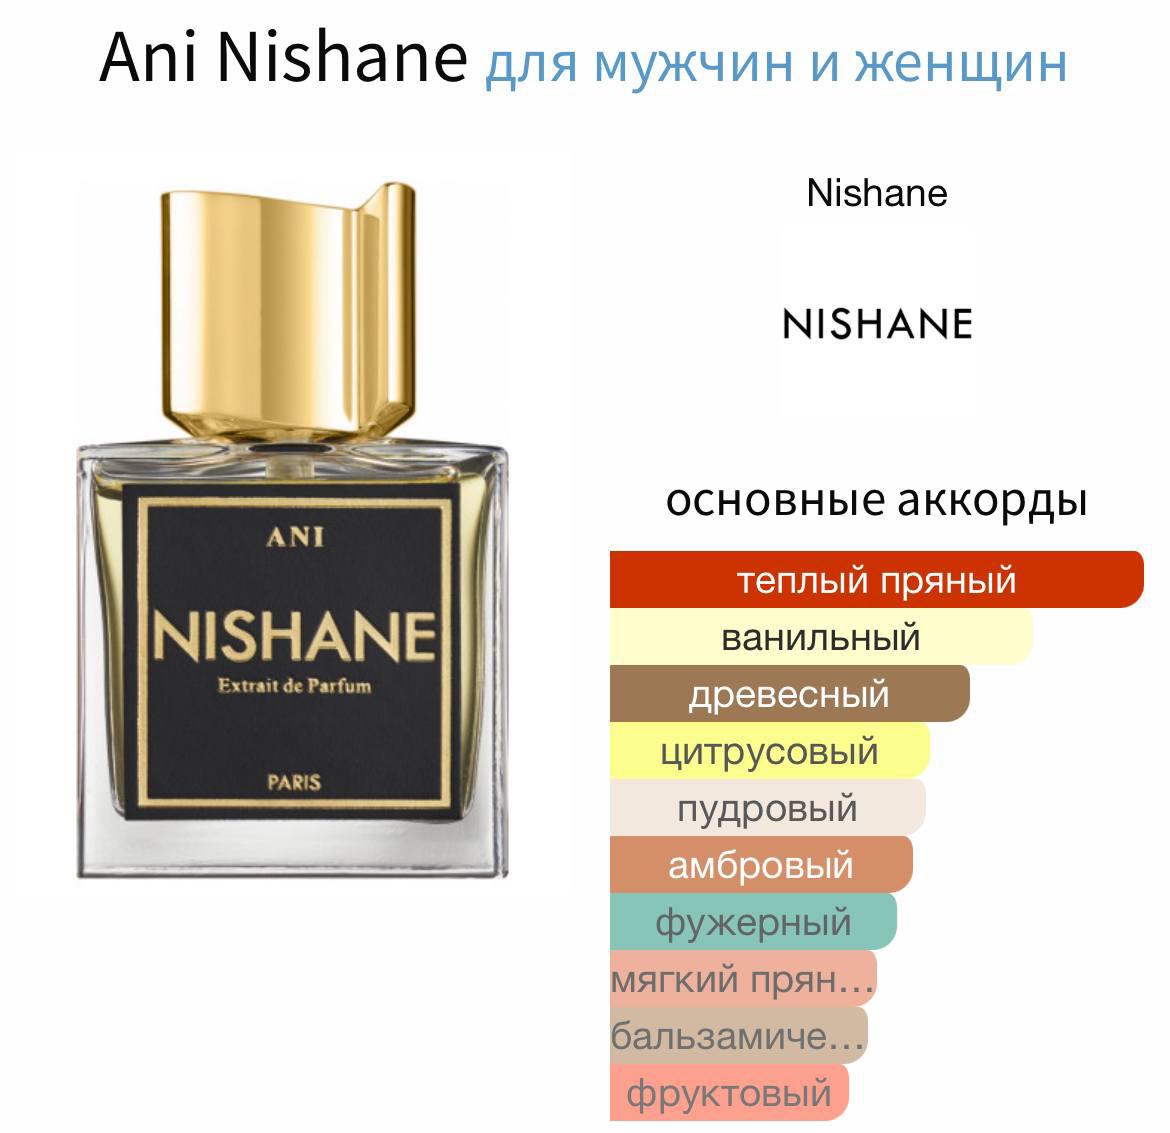 Ani Nishane для мужчин и женщин
Nishane
NISHANE
ANI
NISHANE
Extrait de Parfum
PARIS
основные аккорды
теплый пряный
ванильный
древесный
цитрусовый
пудровый
амбровый
фужерный
мягкий прян...
бальзамиче...
фруктовый